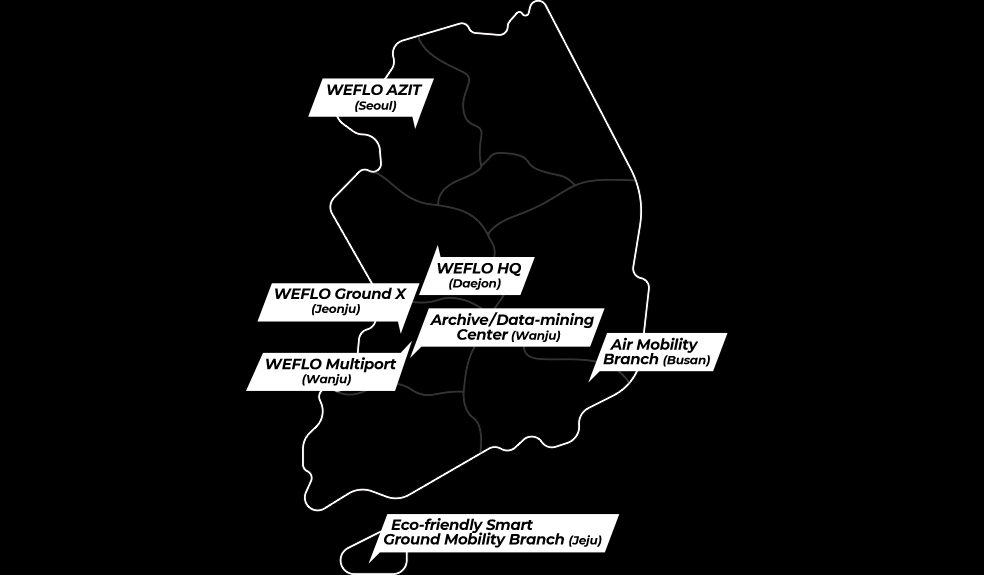 WEFLO AZIT
(Seoul)
WEFLO HQ
(Daejon)
WEFLO Ground X
(Jeonju)
Archive/Data-mining
Center (Wanju)
Air Mobility
Branch (Busan)
WEFLO Multiport
(Wanju)
Eco-friendly Smart
Ground Mobility Branch (Jeju)